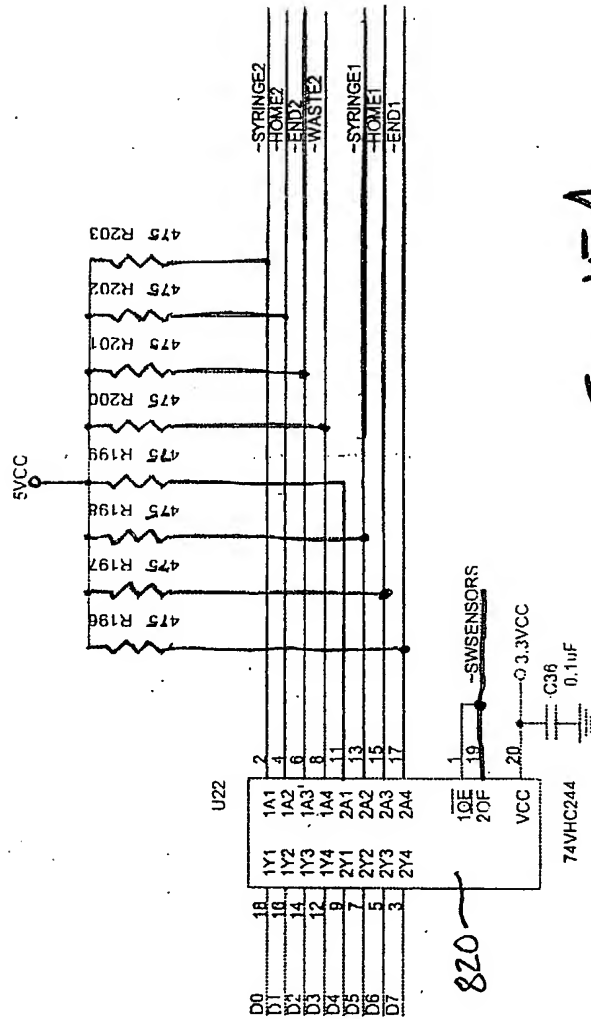 5VCC
475 R196
475 R197
475 R198
475 R199
475 R200
475 R201
475 R202
475 R203
~SYRINGE2
~HOME2
~END2
~WASTE2
~SYRINGE1
~HOME1
~END1
U22
D0 18 1Y1 1A1 2
D1 16 1Y2 1A2 4
D2 14 1Y3 1A3 6
D3 12 1Y4 1A4 8
D4 9 2Y1 2A1 11
D5 7 2Y2 2A2 13
D6 5 2Y3 2A3 15
D7 3 2Y4 2A4 17
1OE 1
2OE 19
~SWSENSORS
VCC 20
3.3VCC
C36
0.1uF
74VHC244
820